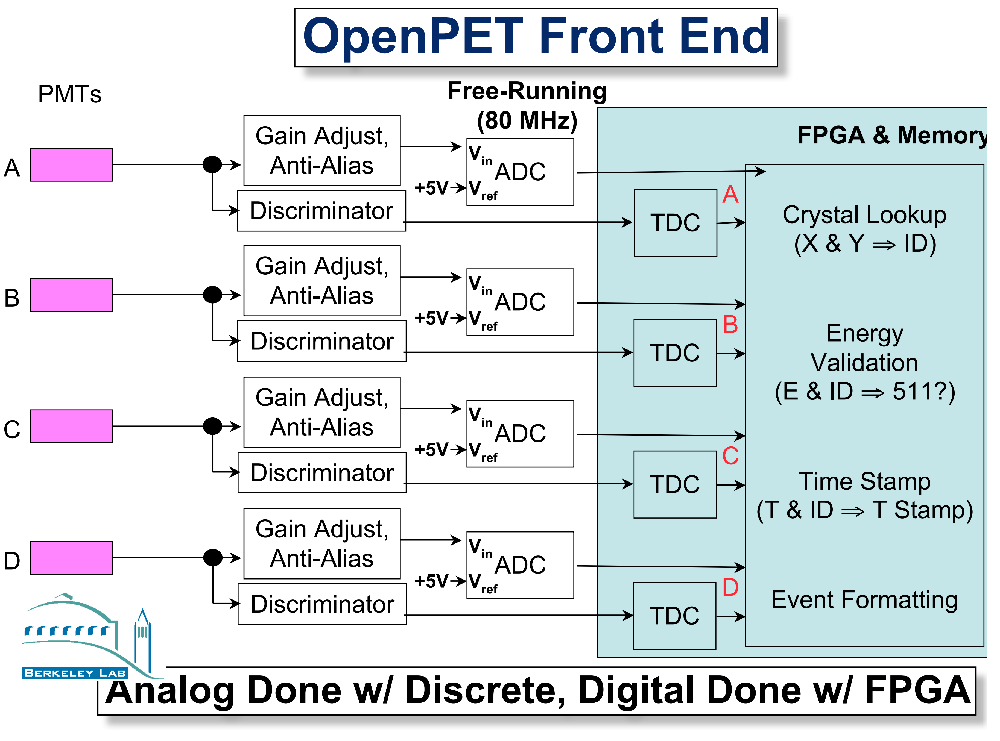 OpenPET Front End
PMTs
Free-Running
(80 MHz)
FPGA & Memory
A
Gain Adjust,
Anti-Alias
Discriminator
Vin
ADC
+5V
Vref
TDC
A
B
Gain Adjust,
Anti-Alias
Discriminator
Vin
ADC
+5V
Vref
TDC
B
C
Gain Adjust,
Anti-Alias
Discriminator
Vin
ADC
+5V
Vref
TDC
C
D
Gain Adjust,
Anti-Alias
Discriminator
Vin
ADC
+5V
Vref
TDC
D
Crystal Lookup
(X & Y ⇒ ID)
Energy
Validation
(E & ID ⇒ 511?)
Time Stamp
(T & ID ⇒ T Stamp)
Event Formatting
BERKELEY LAB
Analog Done w/ Discrete, Digital Done w/ FPGA